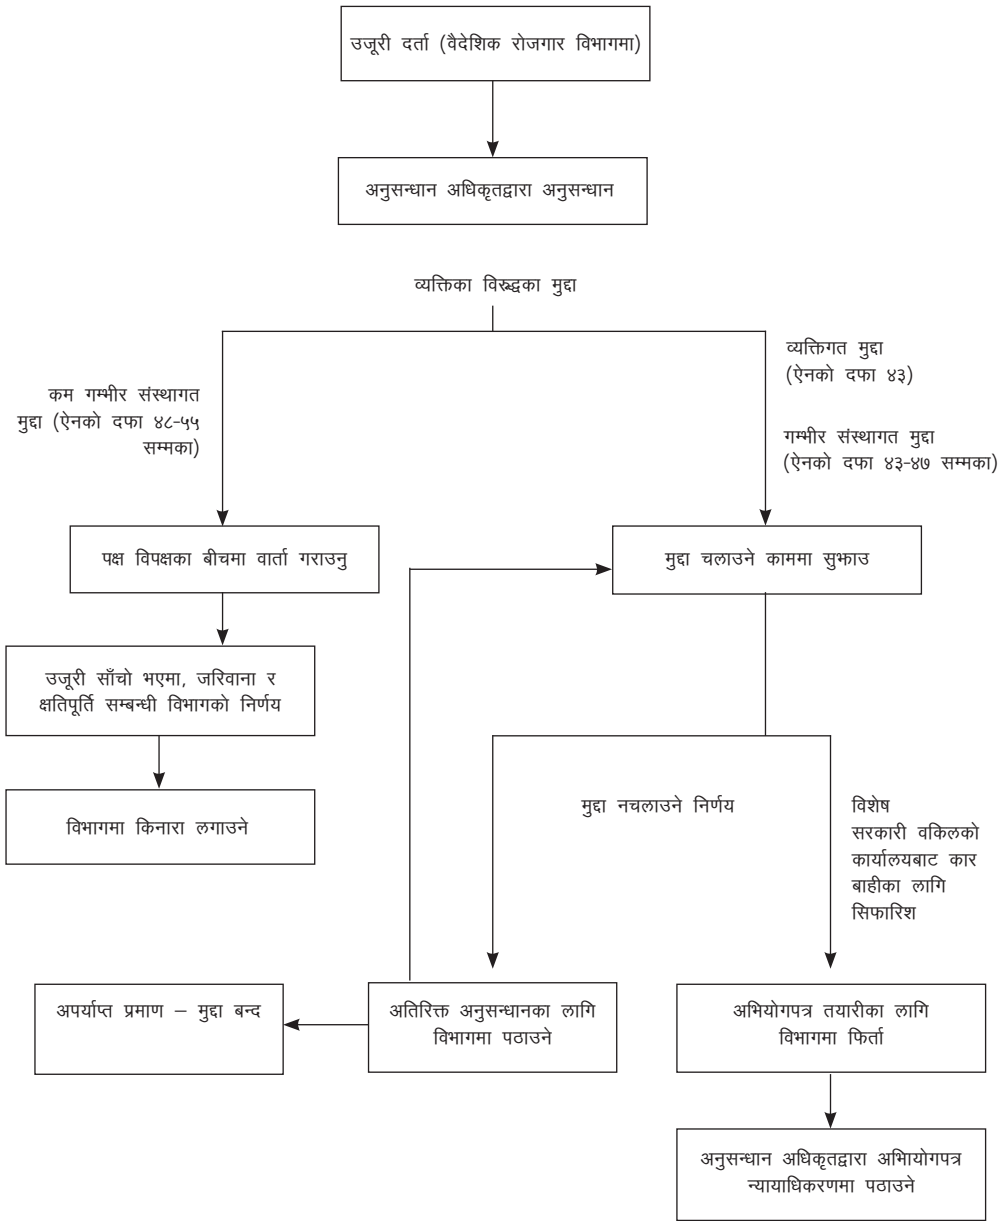 उजूरी दर्ता (वैदेशिक रोजगार विभागमा)
अनुसन्धान अधिकृतद्वारा अनुसन्धान
व्यक्तिका विरुद्धका मुद्दा
कम गम्भीर संस्थागत
मुद्दा (ऐनको दफा ४८-५५
सम्मका)
व्यक्तिगत मुद्दा
(ऐनको दफा ४३)
गम्भीर संस्थागत मुद्दा
(ऐनको दफा ४३-४७ सम्मका)
पक्ष विपक्षका बीचमा वार्ता गराउनु
मुद्दा चलाउने काममा सुझाउ
उजूरी साँचो भएमा, जरिवाना र
क्षतिपूर्ति सम्बन्धी विभागको निर्णय
विभागमा किनारा लगाउने
मुद्दा नचलाउने निर्णय
विशेष
सरकारी वकिलको
कार्यालयबाट कार
बाहीका लागि
सिफारिश
अपर्याप्त प्रमाण – मुद्दा बन्द
अतिरिक्त अनुसन्धानका लागि
विभागमा पठाउने
अभियोगपत्र तयारीका लागि
विभागमा फिर्ता
अनुसन्धान अधिकृतद्वारा अभिायोगपत्र
न्यायाधिकरणमा पठाउने